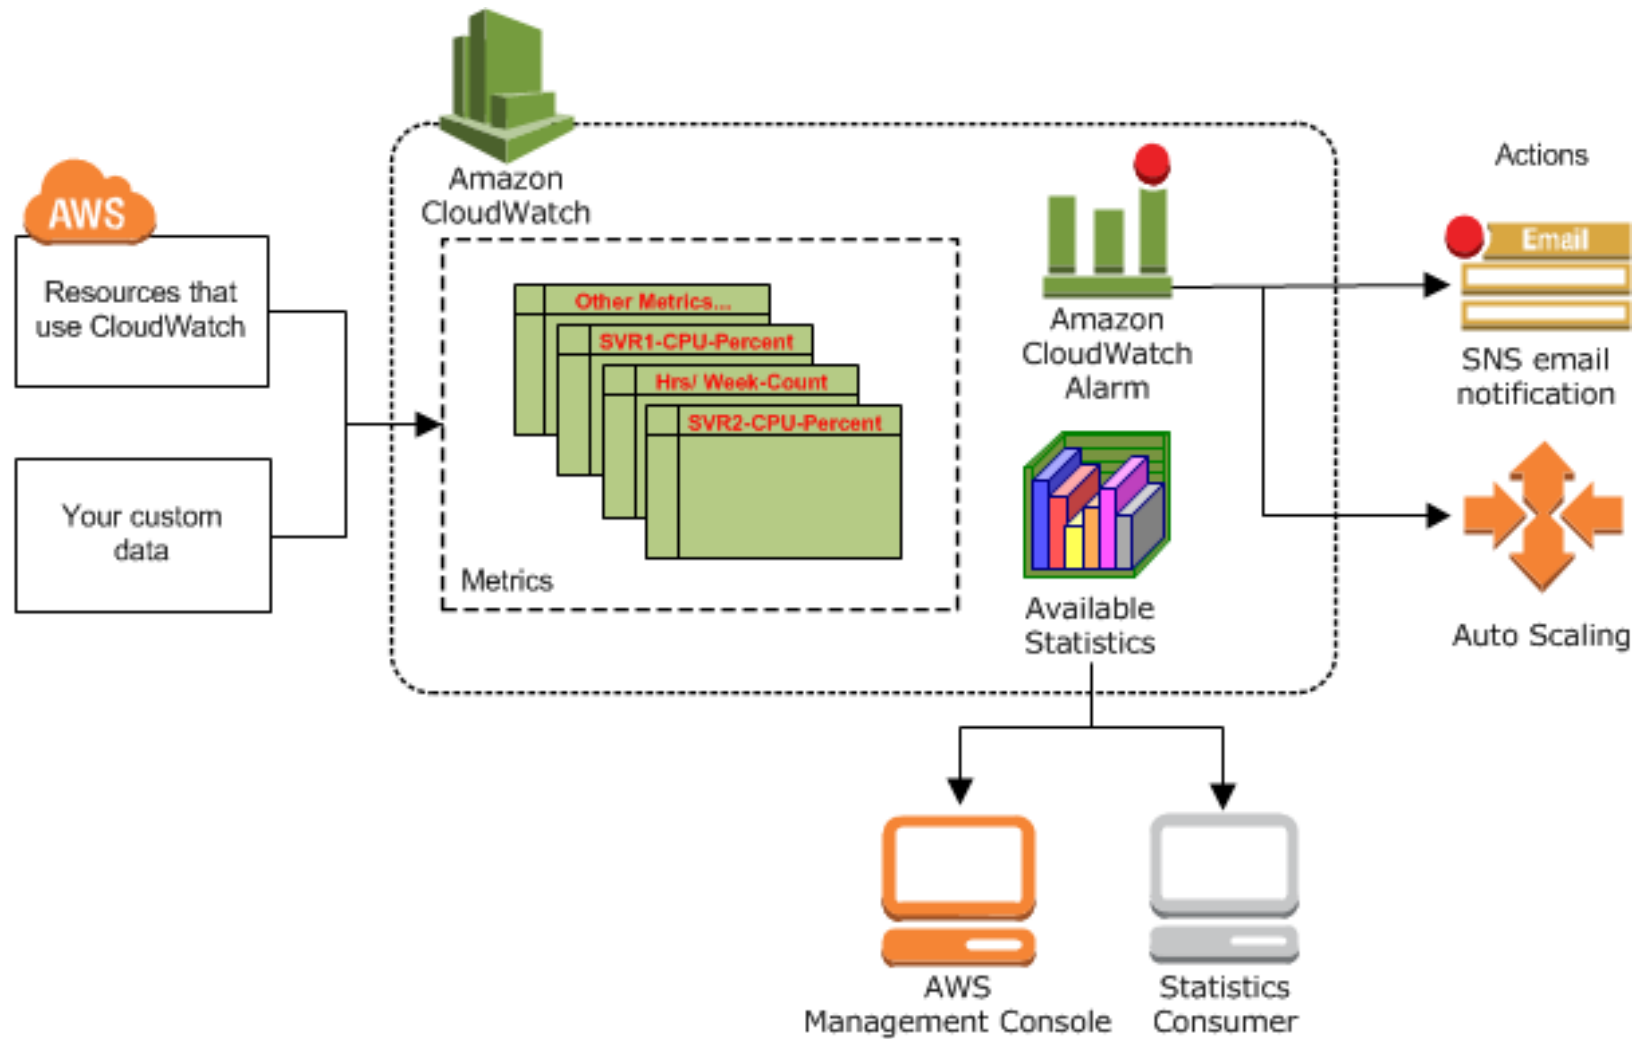 Amazon
CloudWatch
Actions
AWS
Resources that
use CloudWatch
Email
Other Metrics...
SVR1-CPU-Percent
Hrs/ Week-Count
SVR2-CPU-Percent
Amazon
CloudWatch
Alarm
SNS email
notification
Your custom
data
Metrics
Available
Statistics
Auto Scaling
AWS
Management Console
Statistics
Consumer